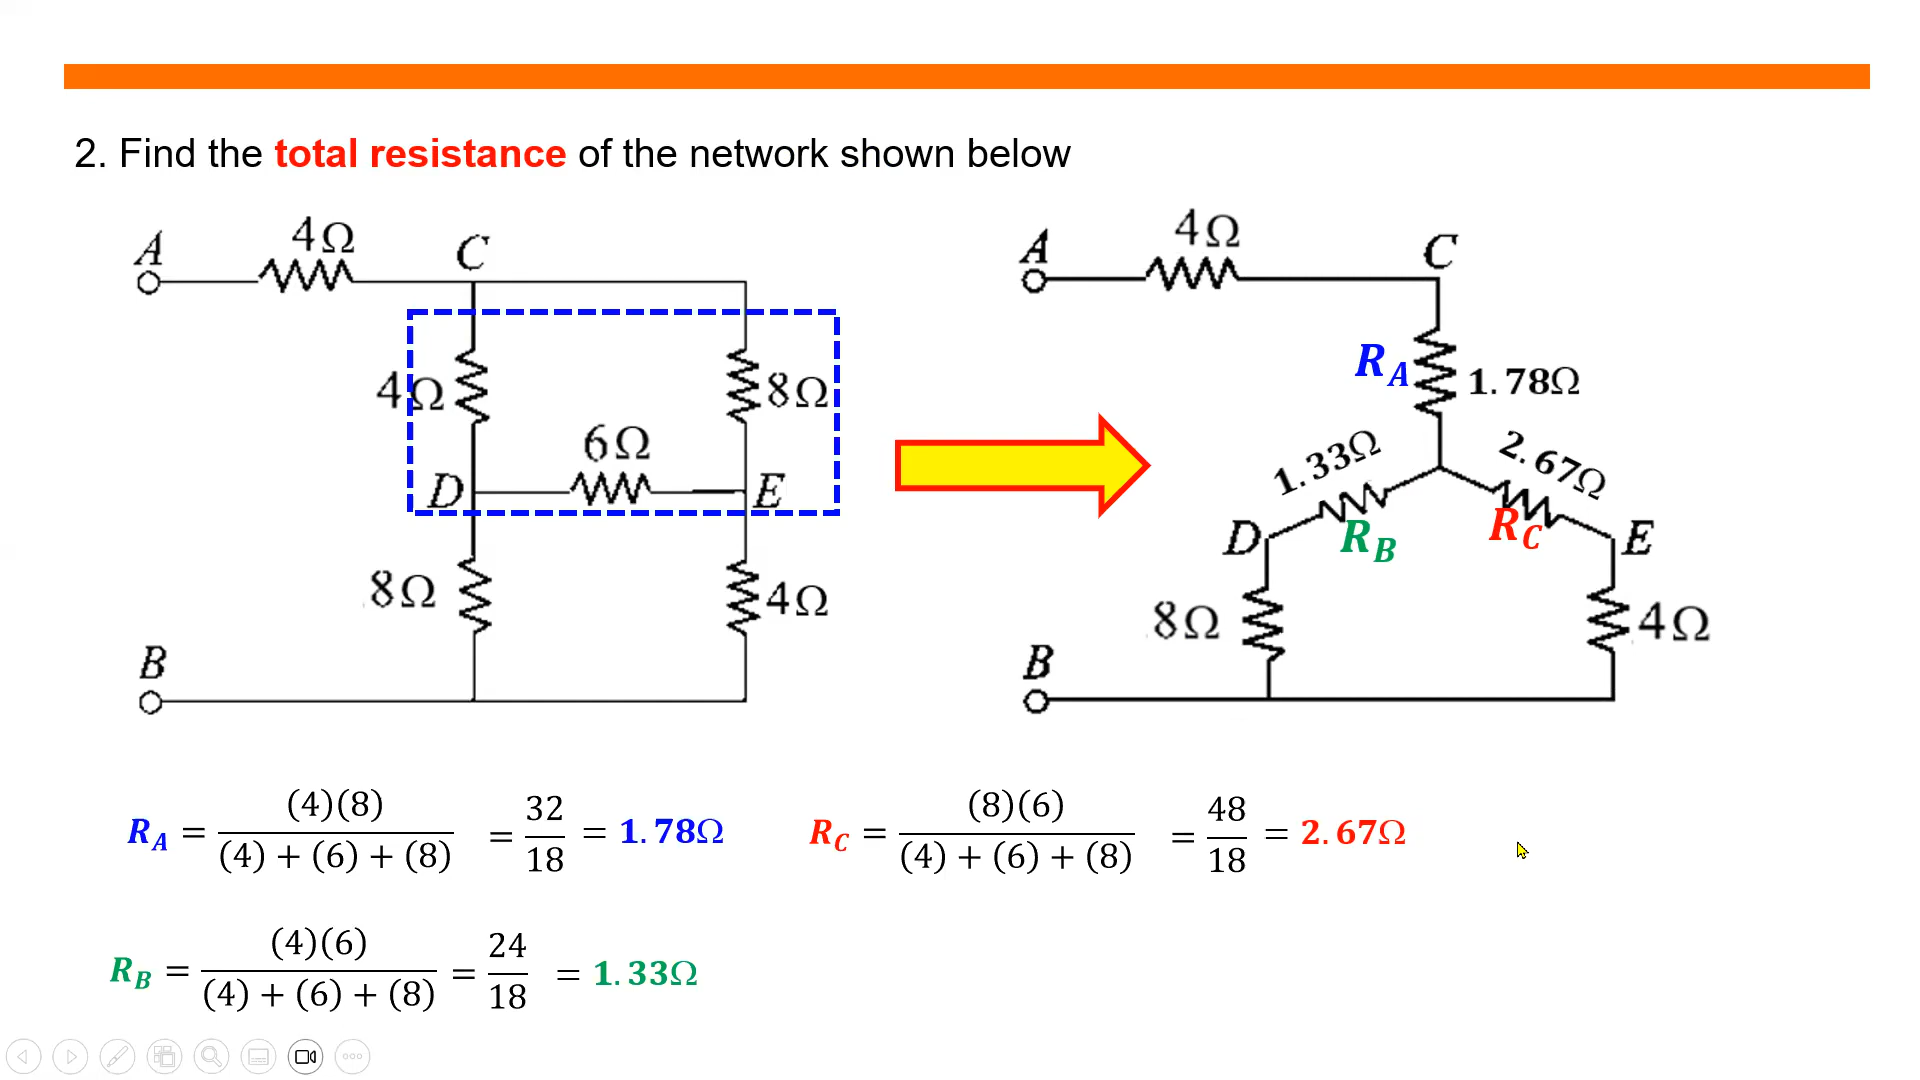 2. Find the total resistance of the network shown below
A 4Ω C
4Ω 8Ω
6Ω
D E
8Ω 4Ω
B
A 4Ω C
R_A 1.78Ω
1.33Ω 2.67Ω
D R_B R_C E
8Ω 4Ω
B
R_A = (4)(8) / (4) + (6) + (8) = 32/18 = 1.78Ω
R_C = (8)(6) / (4) + (6) + (8) = 48/18 = 2.67Ω
R_B = (4)(6) / (4) + (6) + (8) = 24/18 = 1.33Ω